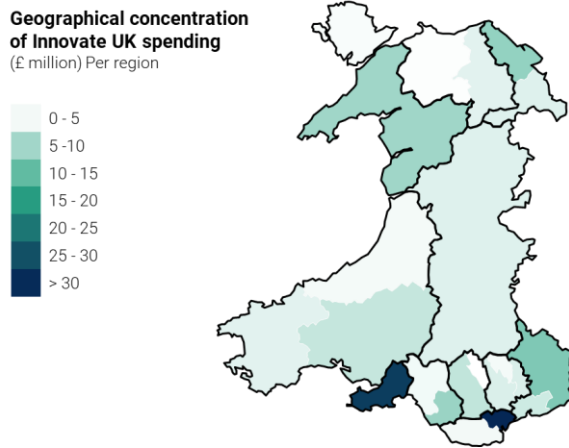 Geographical concentration
of Innovate UK spending
(£ million) Per region
0 - 5
5 -10
10 - 15
15 - 20
20 - 25
25 - 30
> 30